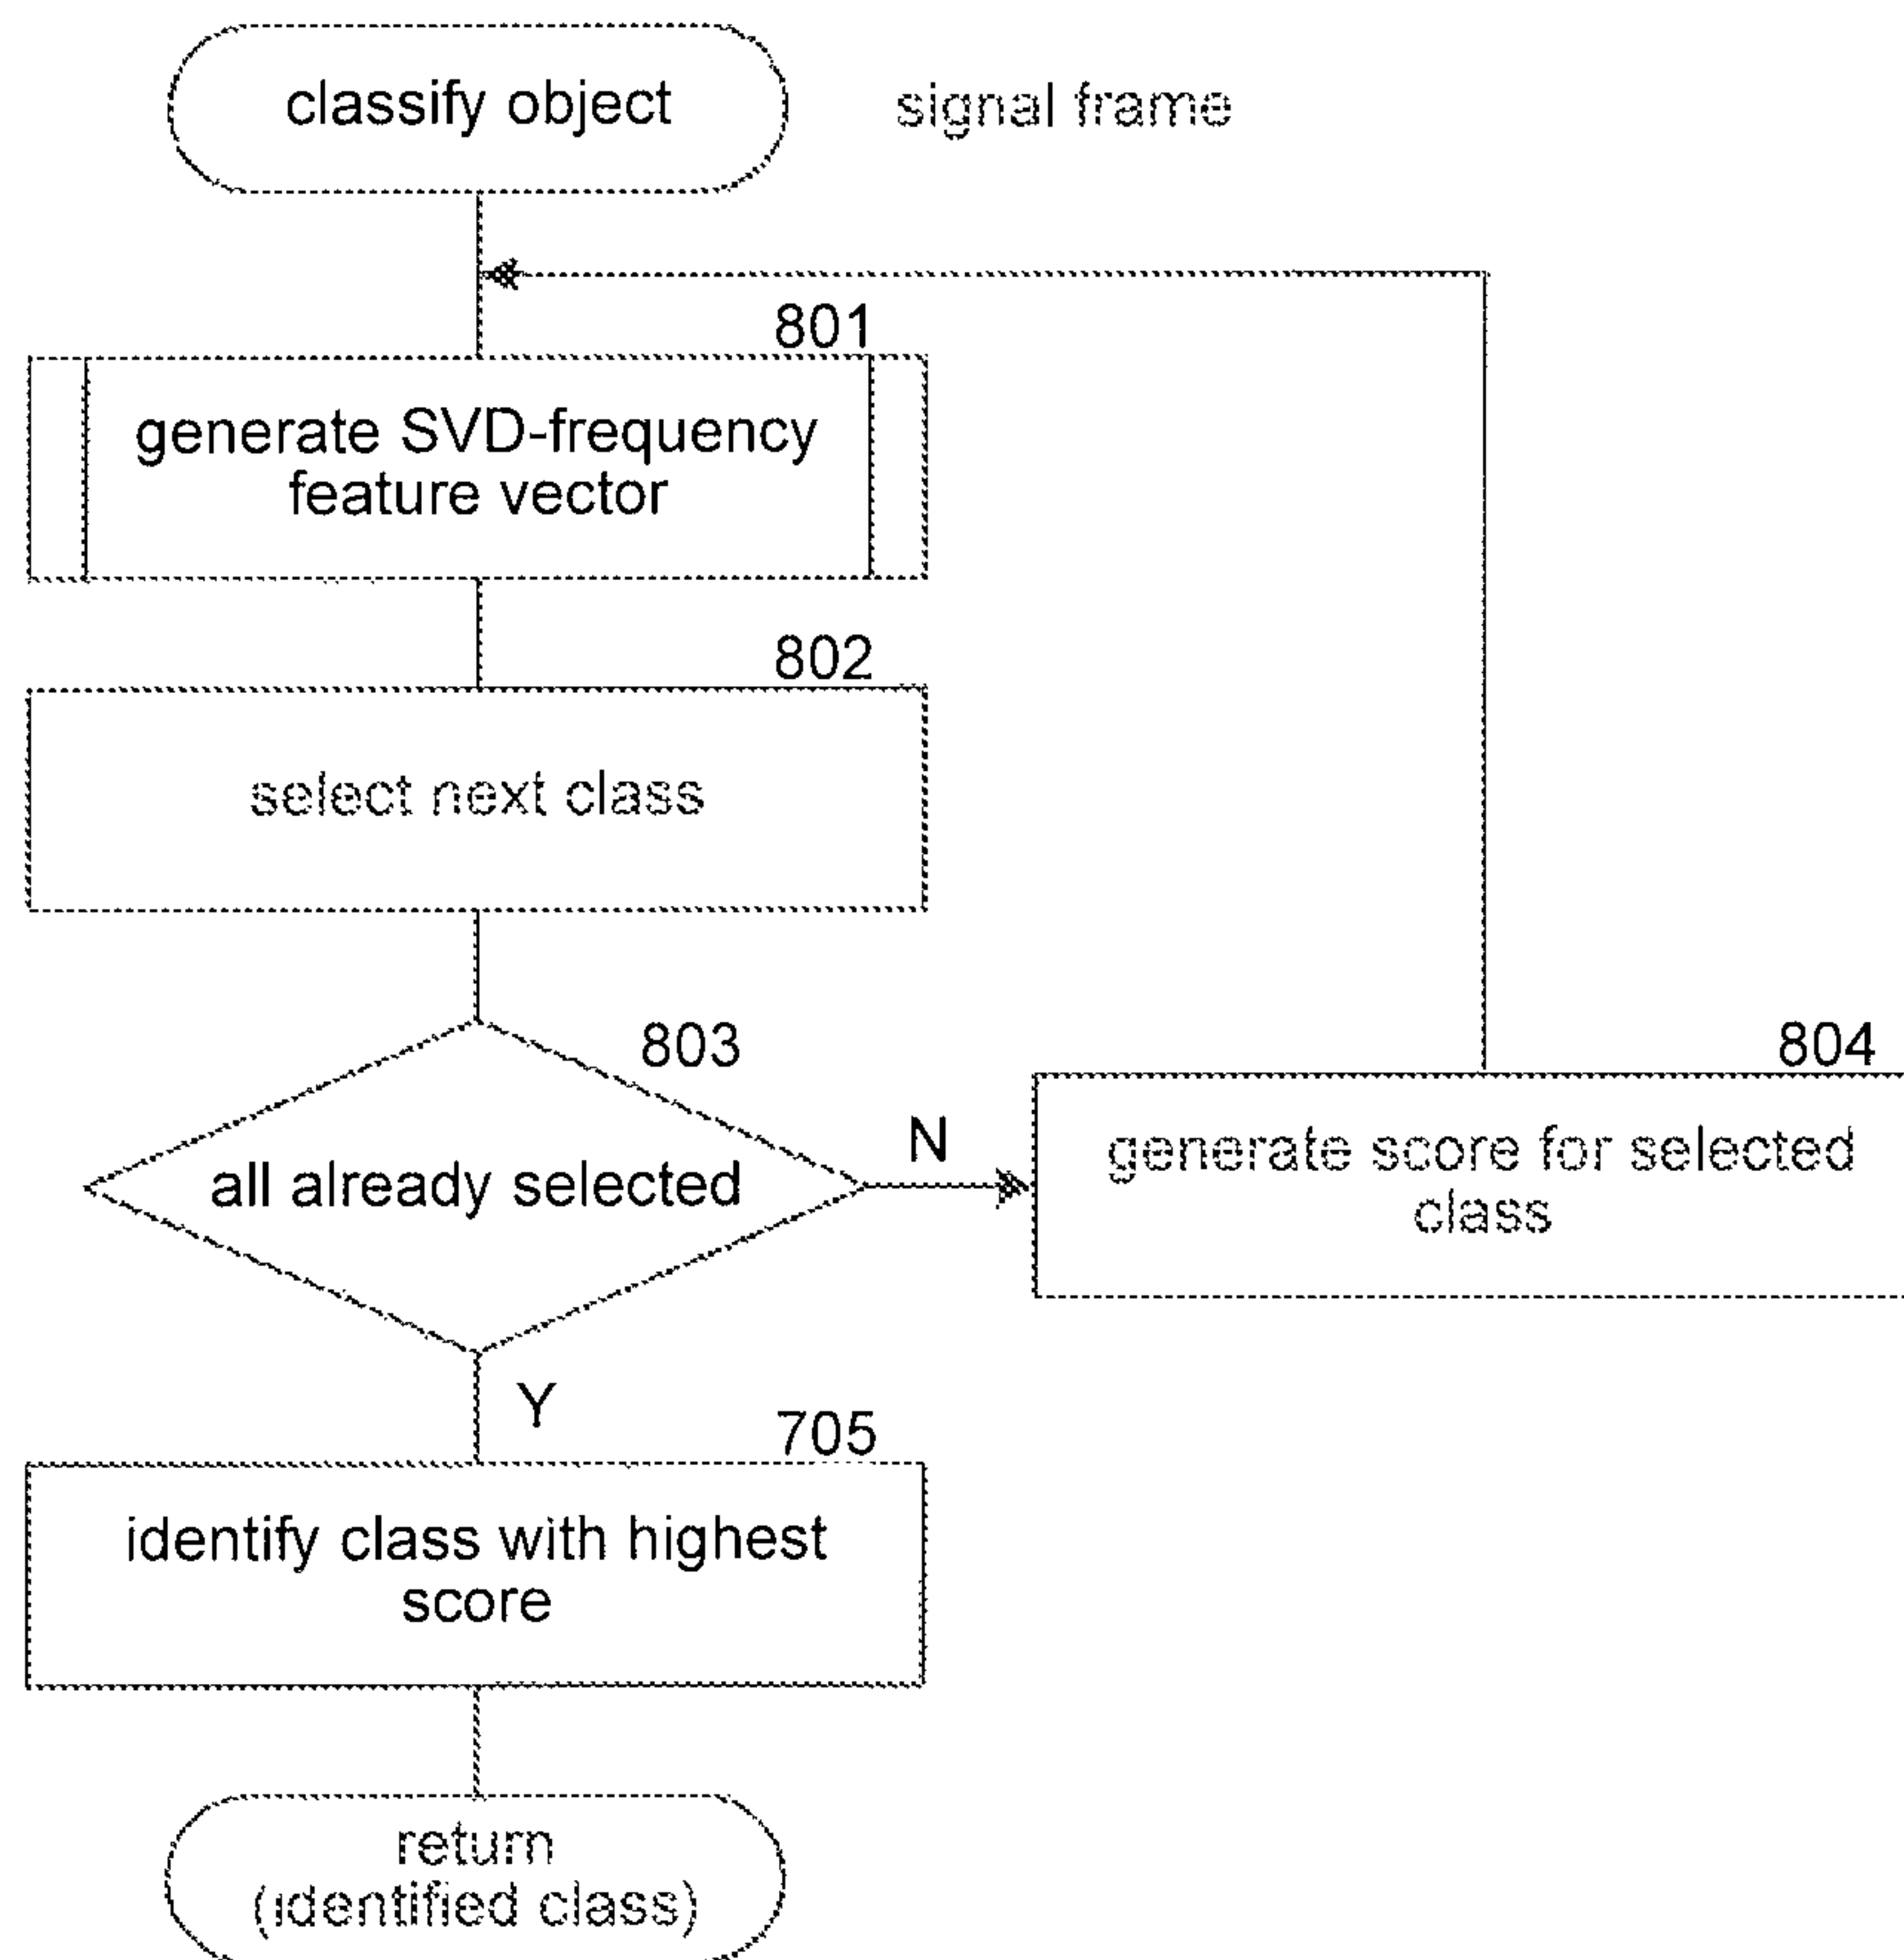 classify object
signal frame
801
generate SVD-frequency
feature vector
802
select next class
803
all already selected
N
804
generate score for selected
class
Y
705
identify class with highest
score
return
(identified class)